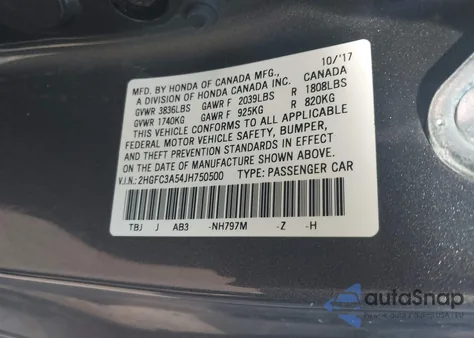 10/'17
MFD. BY HONDA OF CANADA MFG.,
A DIVISION OF HONDA CANADA INC. CANADA
GVWR 3836LBS GAWR F 2039LBS R 1808LBS
GVWR 1740KG GAWR F 925KG R 820KG
THIS VEHICLE CONFORMS TO ALL APPLICABLE
FEDERAL MOTOR VEHICLE SAFETY, BUMPER,
AND THEFT PREVENTION STANDARDS IN EFFECT
ON THE DATE OF MANUFACTURE SHOWN ABOVE.
V.I.N.: 2HGFC3A54JH750500 TYPE: PASSENGER CAR
TBJ J AB3 -NH797M -Z -H
autoSnap